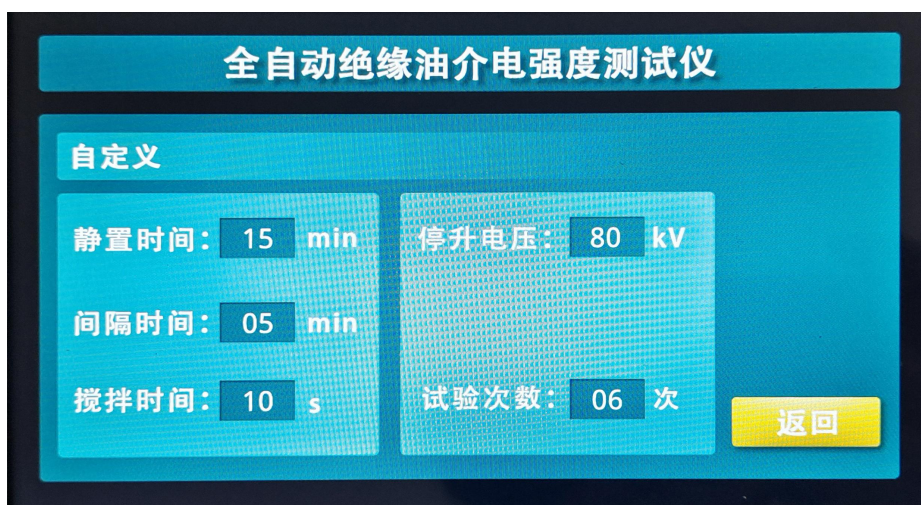 全自动绝缘油介电强度测试仪
自定义
静置时间： 15 min 停升电压： 80 kV
间隔时间： 05 min
搅拌时间： 10 s 试验次数： 06 次
返回